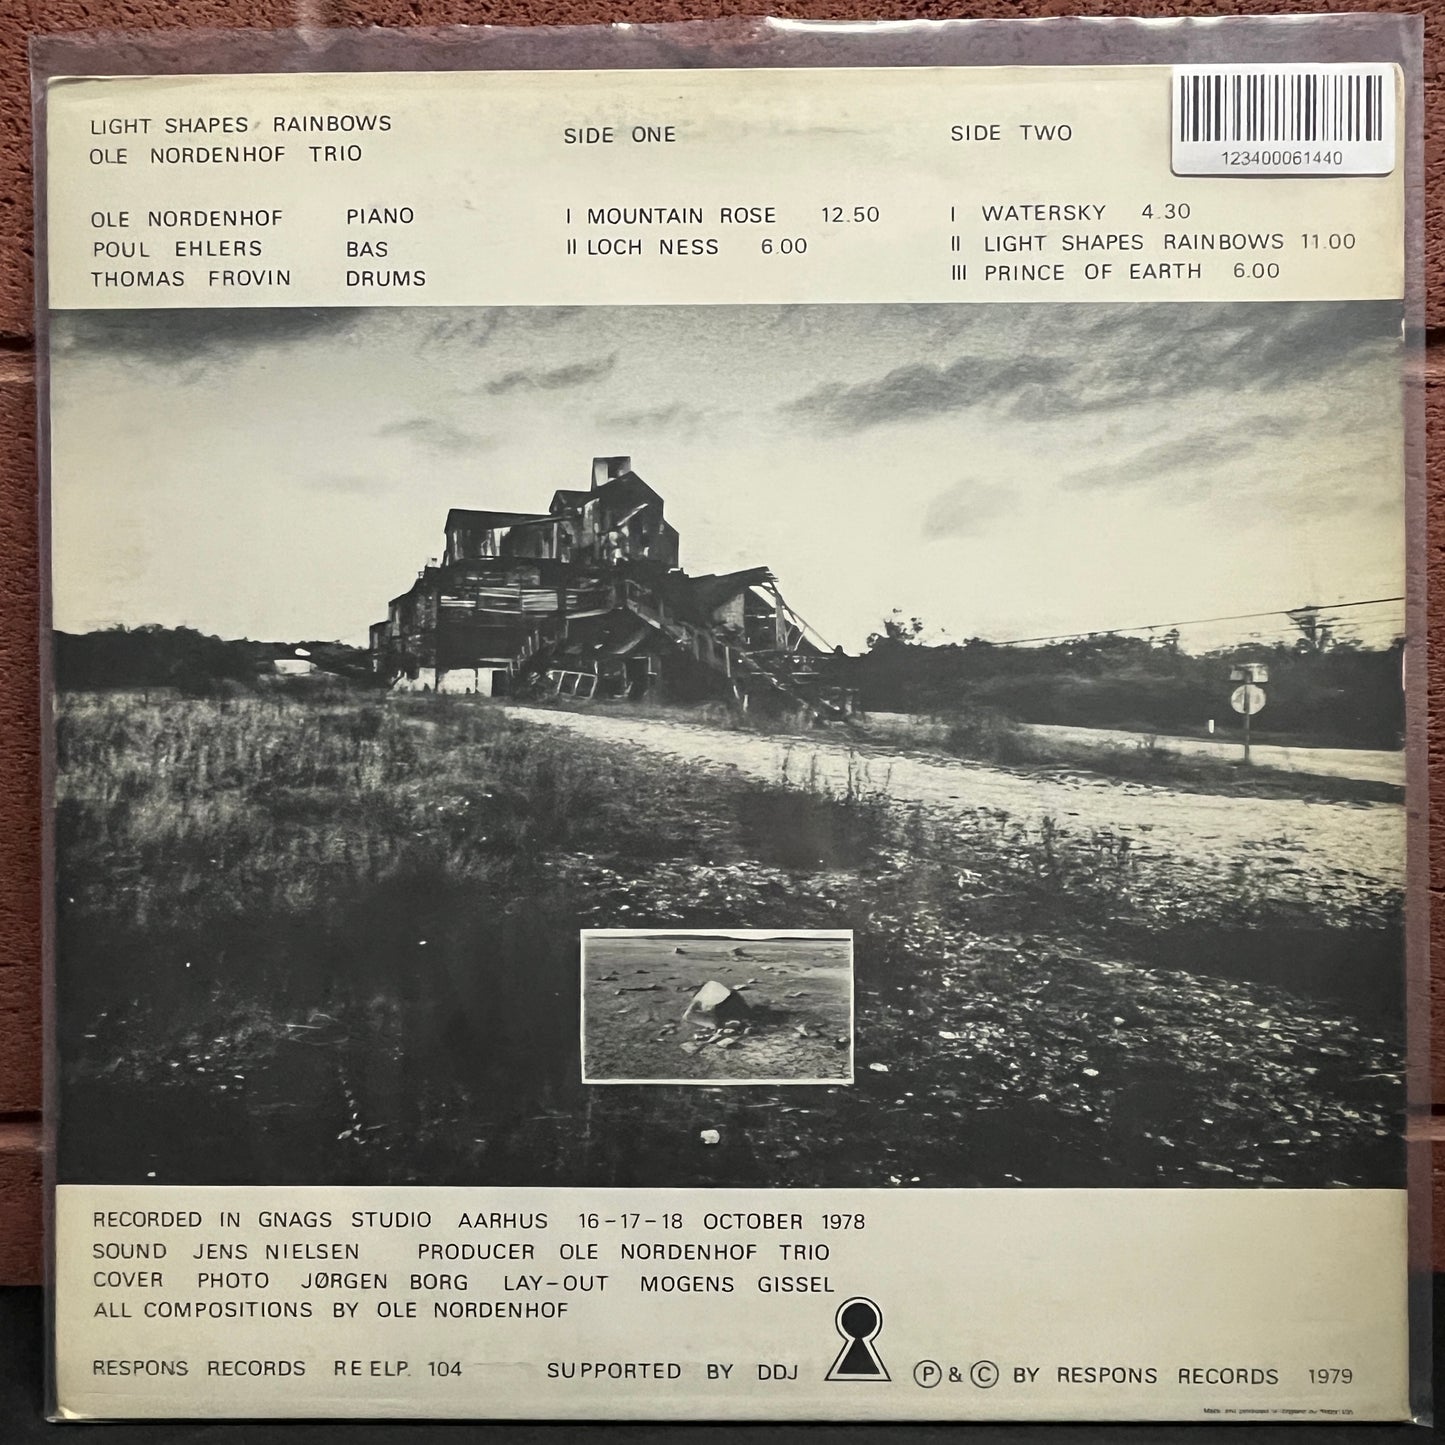 LIGHT SHAPES RAINBOWS
OLE NORDENHOF TRIO
OLE NORDENHOF PIANO
POUL EHLERS BAS
THOMAS FROVIN DRUMS
SIDE ONE
I MOUNTAIN ROSE 12.50
II LOCH NESS 6.00
SIDE TWO
I WATERSKY 4.30
II LIGHT SHAPES RAINBOWS 11.00
III PRINCE OF EARTH 6.00
123400061440
RECORDED IN GNAGS STUDIO AARHUS 16-17-18 OCTOBER 1978
SOUND JENS NIELSEN PRODUCER OLE NORDENHOF TRIO
COVER PHOTO JØRGEN BORG LAY-OUT MOGENS GISSEL
ALL COMPOSITIONS BY OLE NORDENHOF
RESPONS RECORDS RE ELP. 104 SUPPORTED BY DDJ Ⓟ & Ⓒ BY RESPONS RECORDS 1979